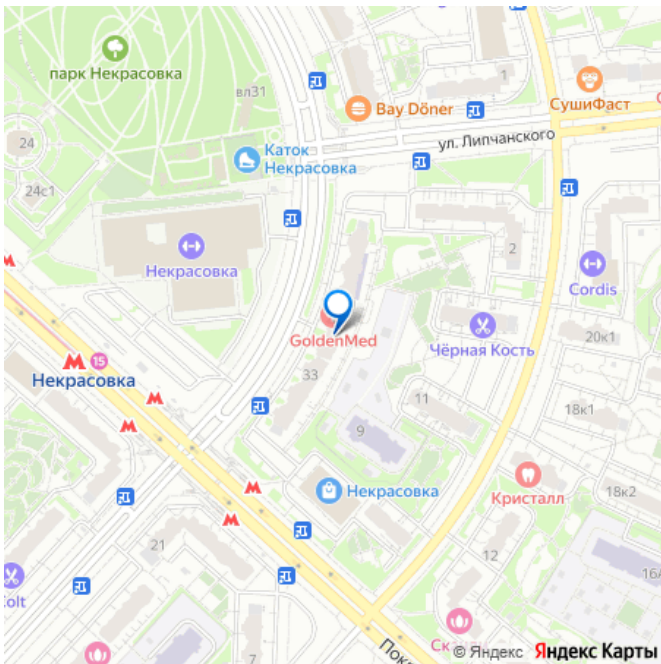 парк Некрасовка
вл31
1
СушиФаст
Bay Döner
24
ул. Липчанского
Каток
Некрасовка
24с1
2
Некрасовка
Cordis
GoldenMed
Чёрная Кость
20к1
М
15
Некрасовка
33
11
18к1
9
Некрасовка
Кристалл
18к2
21
12
16А
Colt
7
© Яндекс
Яндекс Карты